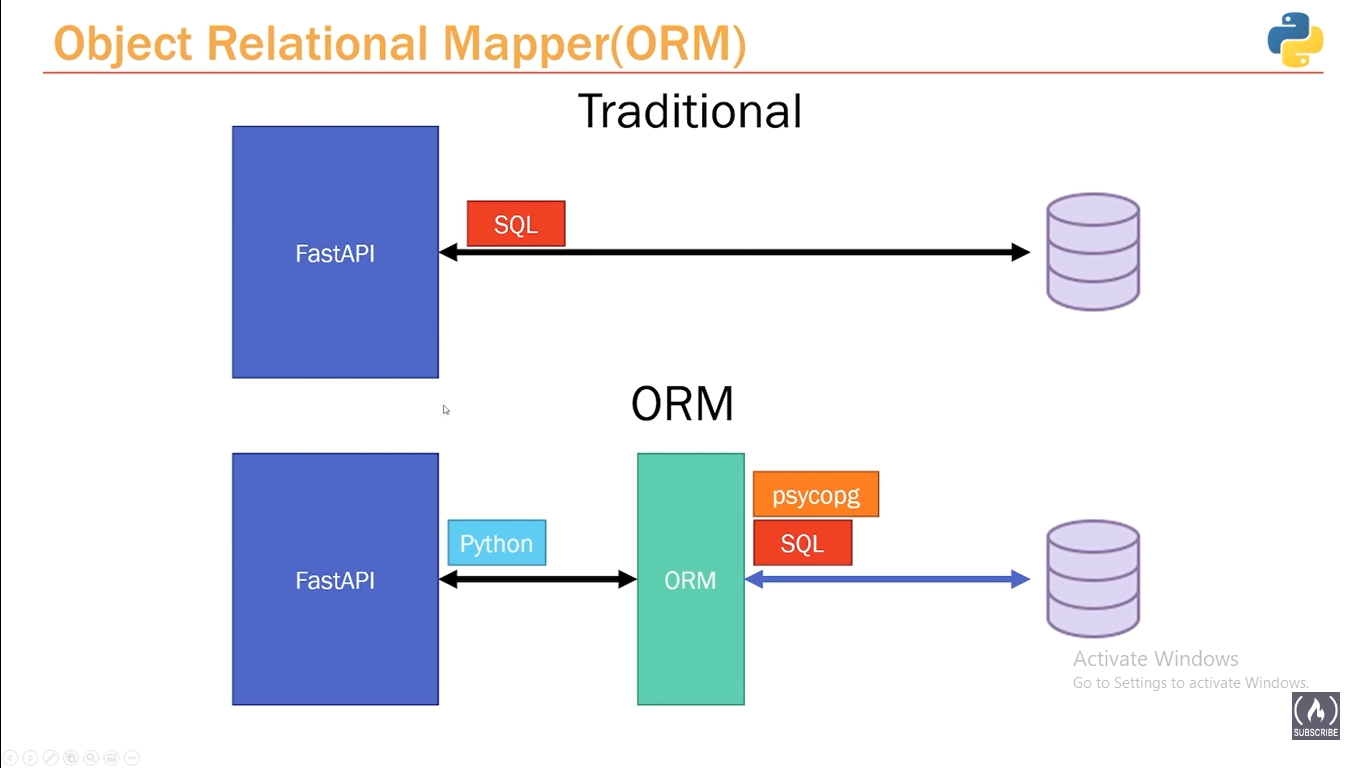 Object Relational Mapper(ORM)
Traditional
SQL
FastAPI
ORM
psycopg
Python
SQL
FastAPI
ORM
Activate Windows
Go to Settings to activate Windows.
SUBSCRIBE